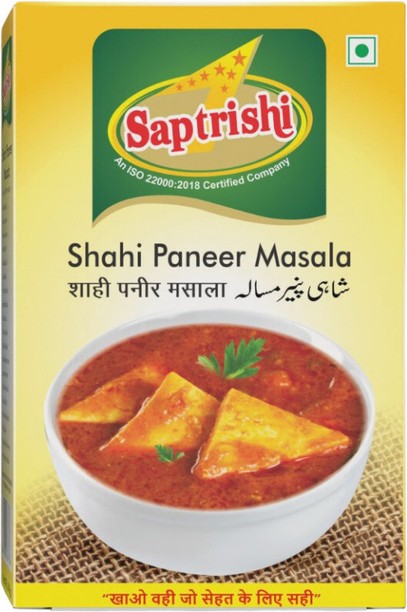 Saptrishi
An ISO 22000:2018 Certified Company
Shahi Paneer Masala
शाही पनीर मसाला شاہی پنیر مسالہ
“खाओ वही जो सेहत के लिए सही”